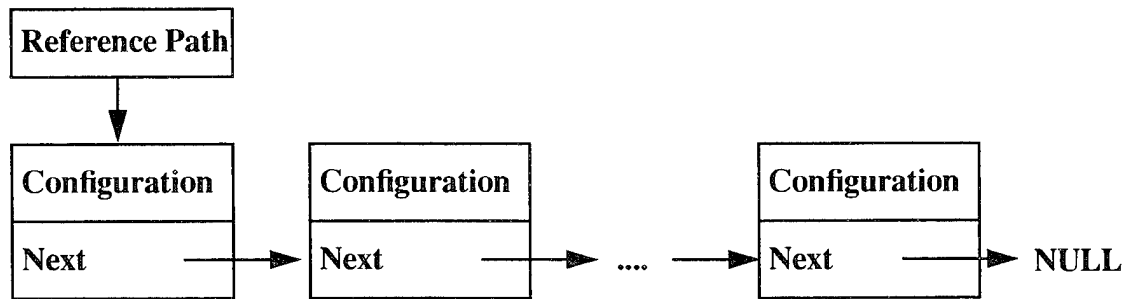 Reference Path
Configuration
Configuration
Configuration
Next
Next
....
Next
NULL